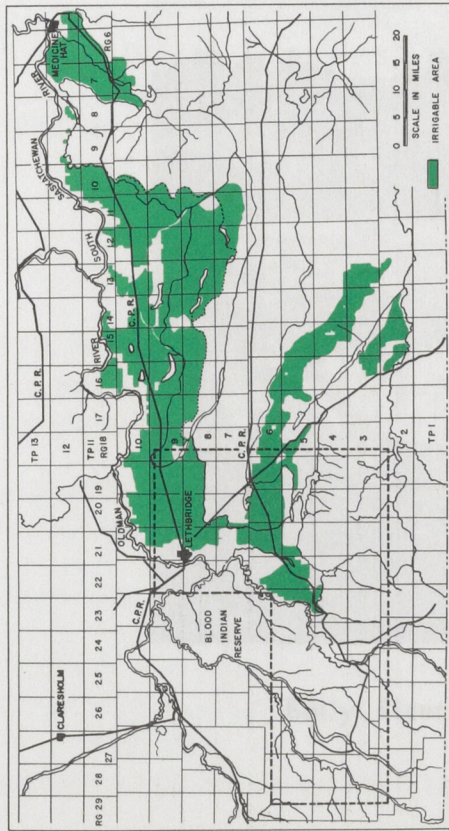 TP 13
12
TP 11
RG 18
10
9
8
7
6
5
4
3
2
TP 1
RG 29
28
27
26
25
24
23
22
21
20
19
17
16
15
14
13
12
11
10
9
8
7
RG 6
CLARESHOLM
C.P.R.
OLDMAN
RIVER
C.P.R.
SOUTH
SASKATCHEWAN
RIVER
MEDICINE
HAT
C.P.R.
LETHBRIDGE
C.P.R.
BLOOD
INDIAN
RESERVE
0 5 10 15 20
SCALE IN MILES
IRRIGABLE AREA